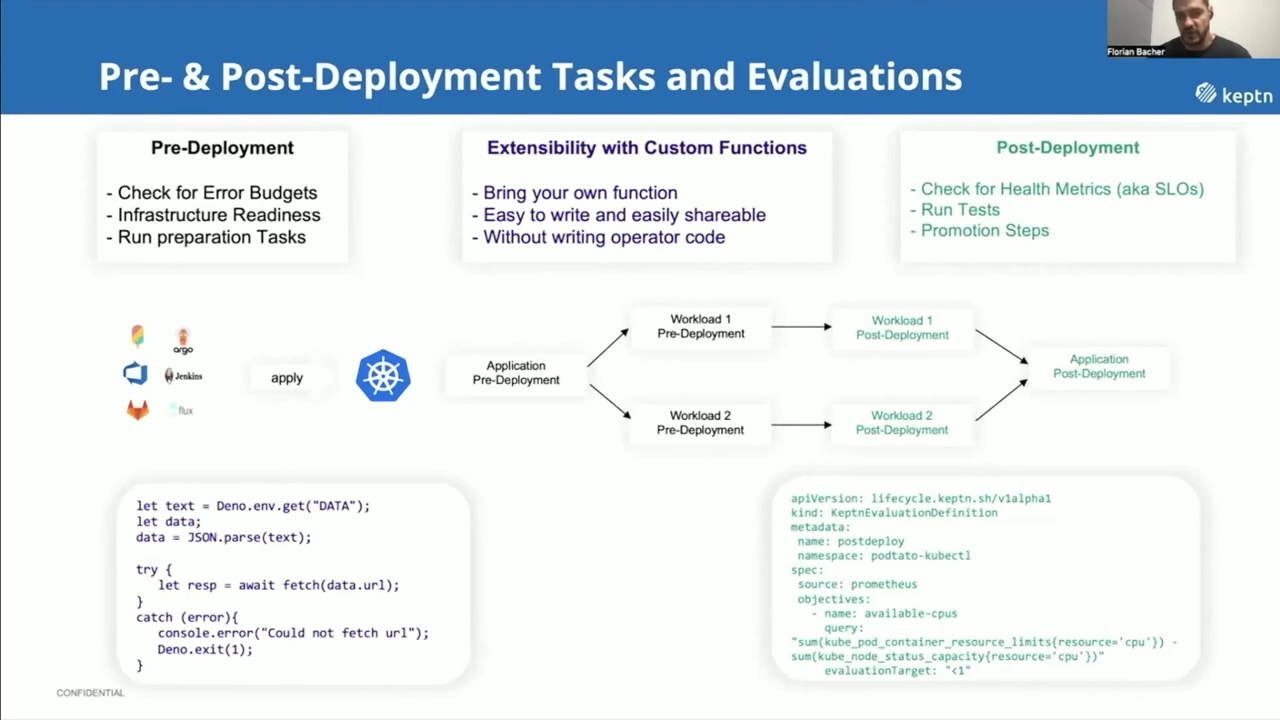 Florian Bacher
Pre- & Post-Deployment Tasks and Evaluations
keptn
Pre-Deployment
- Check for Error Budgets
- Infrastructure Readiness
- Run preparation Tasks
Extensibility with Custom Functions
- Bring your own function
- Easy to write and easily shareable
- Without writing operator code
Post-Deployment
- Check for Health Metrics (aka SLOs)
- Run Tests
- Promotion Steps
argo
Jenkins
flux
apply
Application
Pre-Deployment
Workload 1
Pre-Deployment
Workload 1
Post-Deployment
Workload 2
Pre-Deployment
Workload 2
Post-Deployment
Application
Post-Deployment
let text = Deno.env.get("DATA");
let data;
data = JSON.parse(text);
try {
let resp = await fetch(data.url);
}
catch (error){
console.error("Could not fetch url");
Deno.exit(1);
}
apiVersion: lifecycle.keptn.sh/v1alpha1
kind: KeptnEvaluationDefinition
metadata:
name: postdeploy
namespace: podtato-kubectl
spec:
source: prometheus
objectives:
- name: available-cpus
query:
"sum(kube_pod_container_resource_limits{resource='cpu'}) -
sum(kube_node_status_capacity{resource='cpu'})"
evaluationTarget: "<1"
CONFIDENTIAL